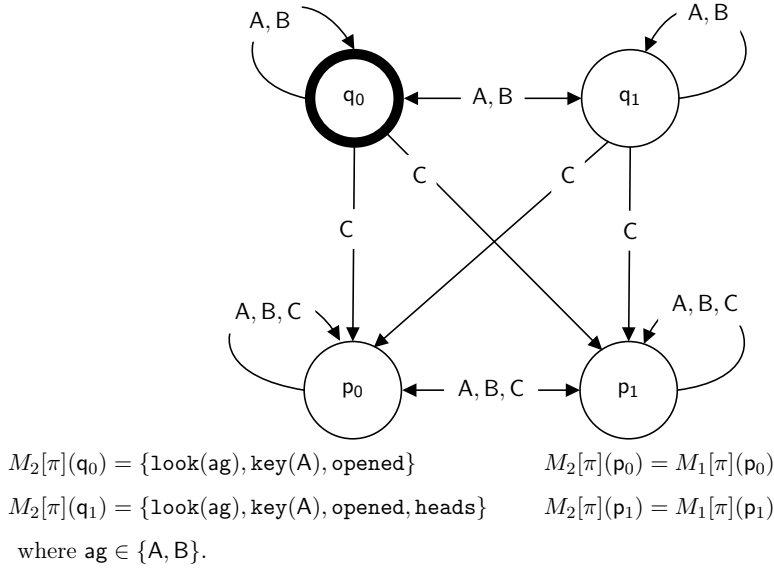 A, B
A, B
q0
A, B
q1
C
C
C
C
A, B, C
A, B, C
p0
A, B, C
p1
M2[π](q0) = {look(ag), key(A), opened}
M2[π](p0) = M1[π](p0)
M2[π](q1) = {look(ag), key(A), opened, heads}
M2[π](p1) = M1[π](p1)
where ag ∈ {A, B}.